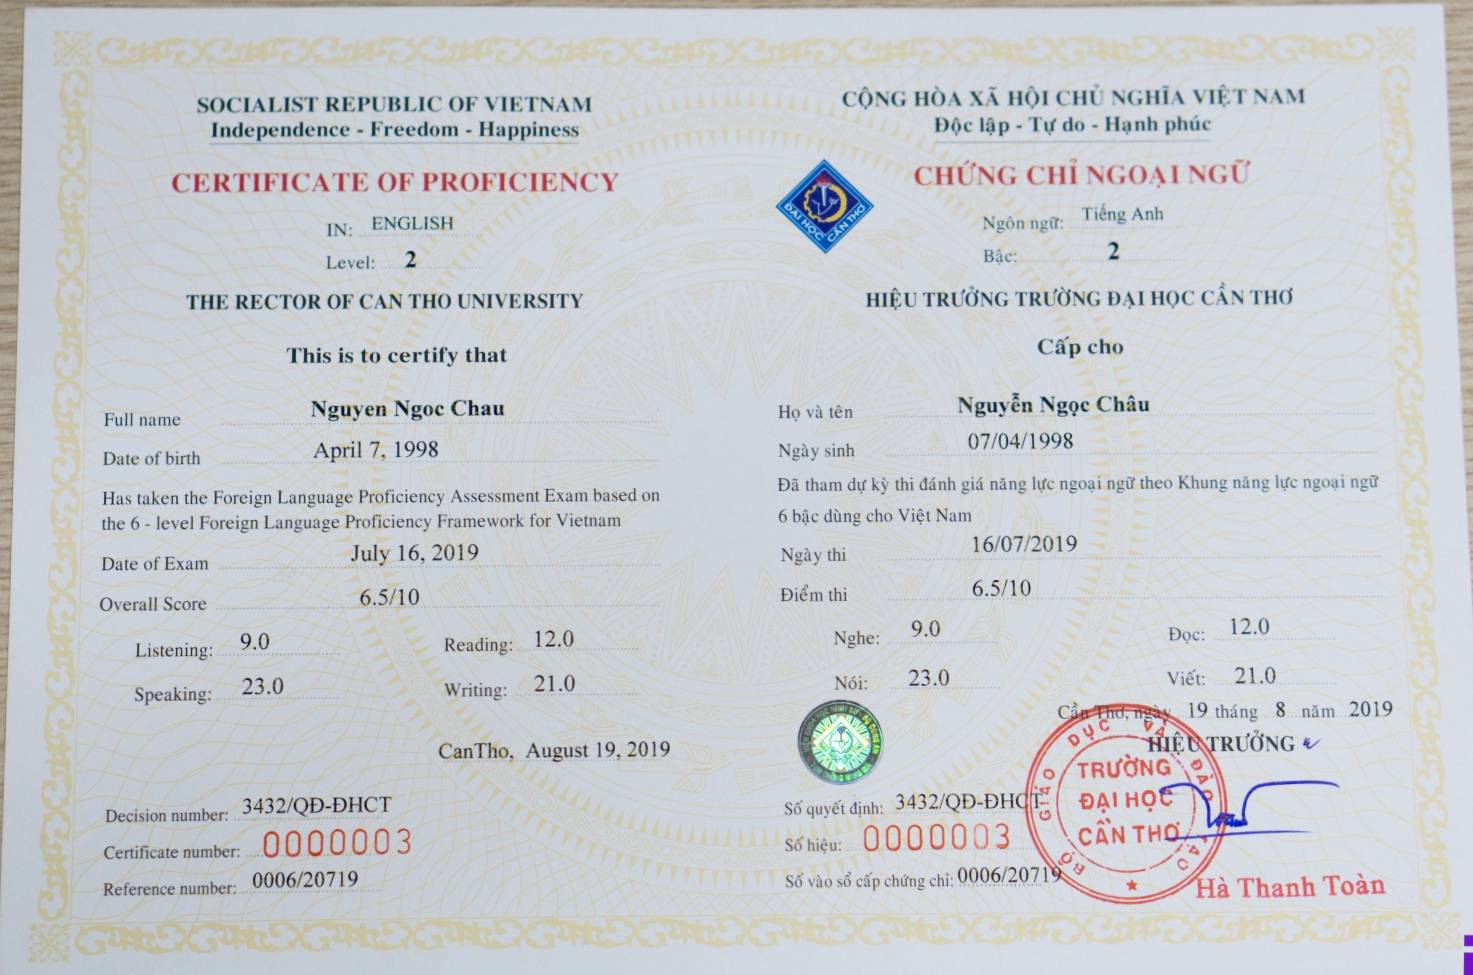 SOCIALIST REPUBLIC OF VIETNAM
Independence - Freedom - Happiness
CERTIFICATE OF PROFICIENCY
IN: ENGLISH
Level: 2
THE RECTOR OF CAN THO UNIVERSITY
This is to certify that
Full name Nguyen Ngoc Chau
Date of birth April 7, 1998
Has taken the Foreign Language Proficiency Assessment Exam based on
the 6 - level Foreign Language Proficiency Framework for Vietnam
Date of Exam July 16, 2019
Overall Score 6.5/10
Listening: 9.0 Reading: 12.0
Speaking: 23.0 Writing: 21.0
CanTho, August 19, 2019
Decision number: 3432/QĐ-ĐHCT
Certificate number: 0000003
Reference number: 0006/20719
CỘNG HÒA XÃ HỘI CHỦ NGHĨA VIỆT NAM
Độc lập - Tự do - Hạnh phúc
ĐẠI HỌC CẦN THƠ
CHỨNG CHỈ NGOẠI NGỮ
Ngôn ngữ: Tiếng Anh
Bậc: 2
HIỆU TRƯỞNG TRƯỜNG ĐẠI HỌC CẦN THƠ
Cấp cho
Họ và tên Nguyễn Ngọc Châu
Ngày sinh 07/04/1998
Đã tham dự kỳ thi đánh giá năng lực ngoại ngữ theo Khung năng lực ngoại ngữ
6 bậc dùng cho Việt Nam
Ngày thi 16/07/2019
Điểm thi 6.5/10
Nghe: 9.0 Đọc: 12.0
Nói: 23.0 Viết: 21.0
Cần Thơ, ngày 19 tháng 8 năm 2019
HIỆU TRƯỞNG
BỘ GIÁO DỤC VÀ ĐÀO TẠO
TRƯỜNG
ĐẠI HỌC
CẦN THƠ
Số quyết định: 3432/QĐ-ĐHCT
Số hiệu: 0000003
Số vào sổ cấp chứng chỉ: 0006/20719
Hà Thanh Toàn